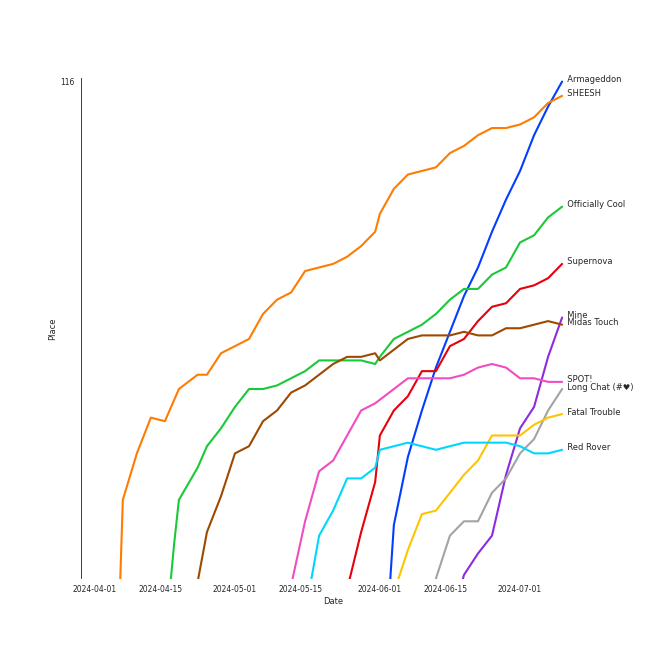 116
Armageddon
SHEESH
Officially Cool
Supernova
Mine
Midas Touch
SPOT!
Long Chat (#♥)
Fatal Trouble
Red Rover
Place
2024-04-01 2024-04-15 2024-05-01 2024-05-15 2024-06-01 2024-06-15 2024-07-01
Date